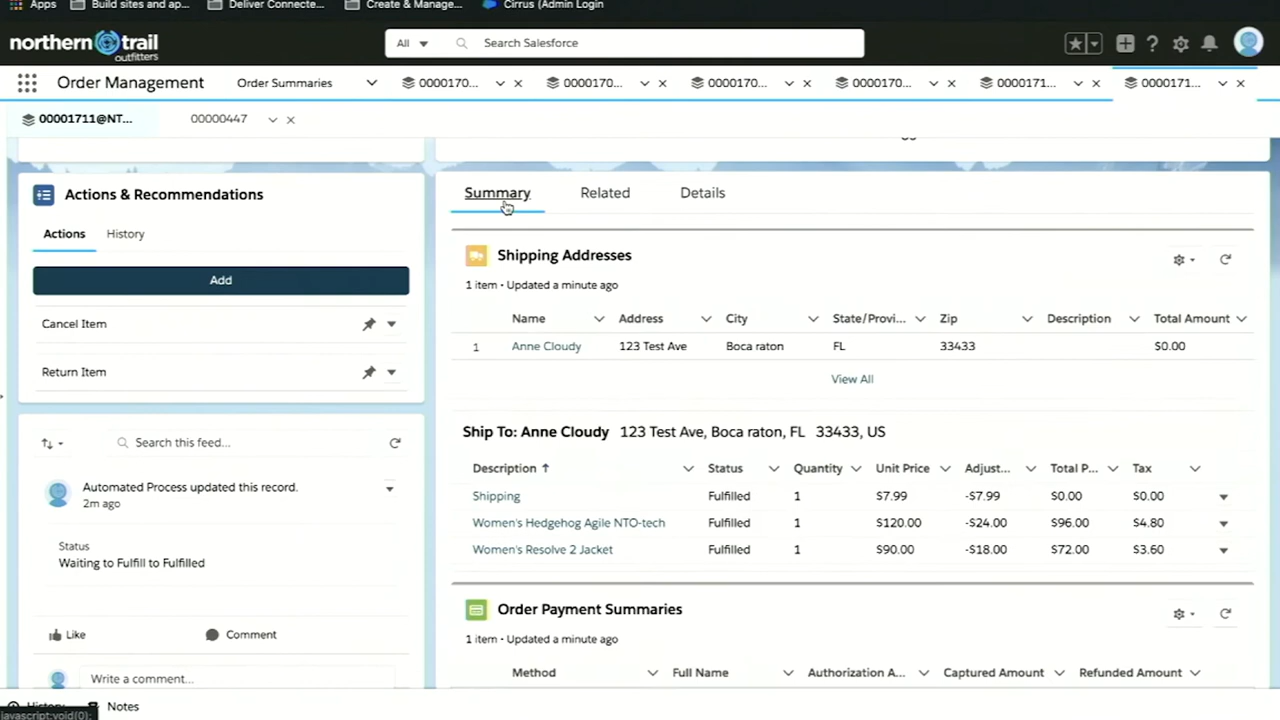 Apps Build sites and ap... Deliver Connecte... Create & Manage... Cirrus (Admin Login
northern trail
outfitters
All Search Salesforce
Order Management Order Summaries 0000170... 0000170... 0000170... 0000170... 0000171... 0000171...
00001711@NT... 00000447
Actions & Recommendations
Actions History
Add
Cancel Item
Return Item
Search this feed...
Automated Process updated this record.
2m ago
Status
Waiting to Fulfill to Fulfilled
Like Comment
Write a comment...
Summary Related Details
Shipping Addresses
1 item • Updated a minute ago
Name Address City State/Provi... Zip Description Total Amount
1 Anne Cloudy 123 Test Ave Boca raton FL 33433 $0.00
View All
Ship To: Anne Cloudy 123 Test Ave, Boca raton, FL 33433, US
Description ↑ Status Quantity Unit Price Adjust... Total P... Tax
Shipping Fulfilled 1 $7.99 -$7.99 $0.00 $0.00
Women's Hedgehog Agile NTO-tech Fulfilled 1 $120.00 -$24.00 $96.00 $4.80
Women's Resolve 2 Jacket Fulfilled 1 $90.00 -$18.00 $72.00 $3.60
Order Payment Summaries
1 item • Updated a minute ago
Method Full Name Authorization A... Captured Amount Refunded Amount
History Notes
javascript:void(0);